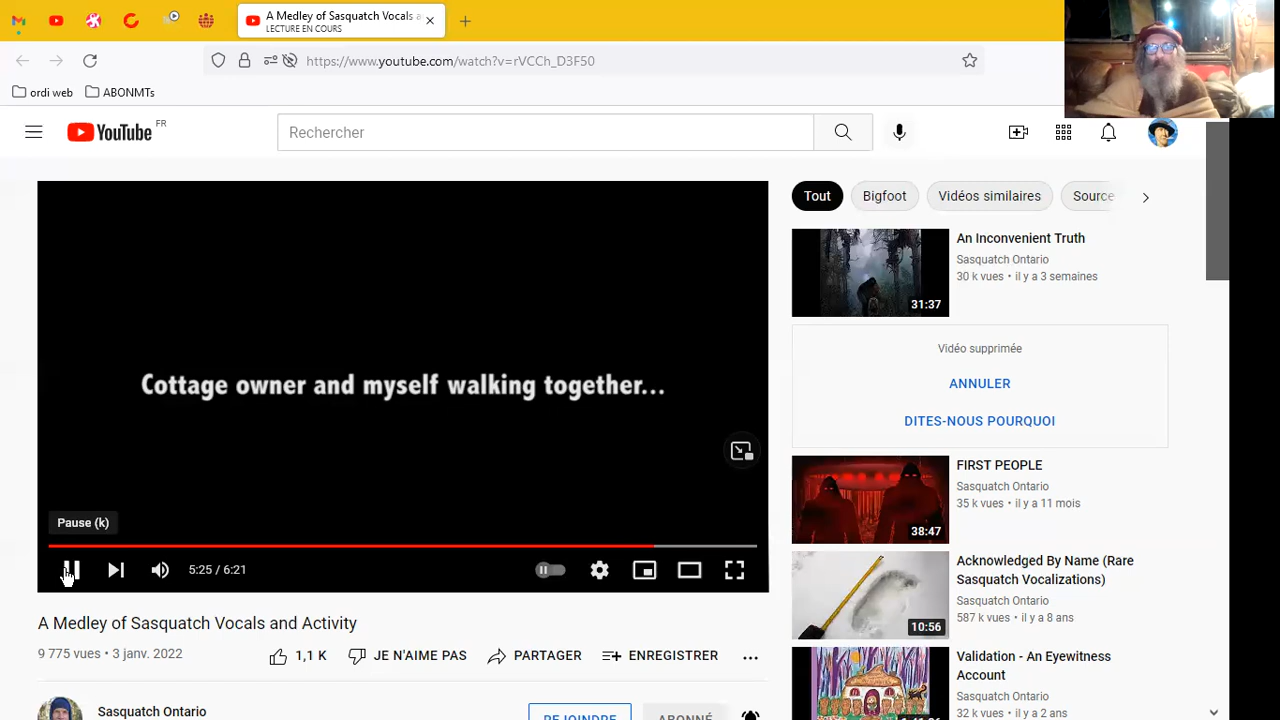 A Medley of Sasquatch Vocals a
LECTURE EN COURS
https://www.youtube.com/watch?v=rVCCh_D3F50
ordi web
ABONMTs
YouTube FR
Rechercher
Tout
Bigfoot
Vidéos similaires
Source
Cottage owner and myself walking together...
Pause (k)
5:25 / 6:21
A Medley of Sasquatch Vocals and Activity
9 775 vues • 3 janv. 2022
1,1 K
JE N'AIME PAS
PARTAGER
ENREGISTRER
Sasquatch Ontario
REJOINDRE
ABONNÉ
An Inconvenient Truth
Sasquatch Ontario
30 k vues • il y a 3 semaines
31:37
Vidéo supprimée
ANNULER
DITES-NOUS POURQUOI
FIRST PEOPLE
Sasquatch Ontario
35 k vues • il y a 11 mois
38:47
Acknowledged By Name (Rare
Sasquatch Vocalizations)
Sasquatch Ontario
587 k vues • il y a 8 ans
10:56
Validation - An Eyewitness
Account
Sasquatch Ontario
32 k vues • il y a 2 ans